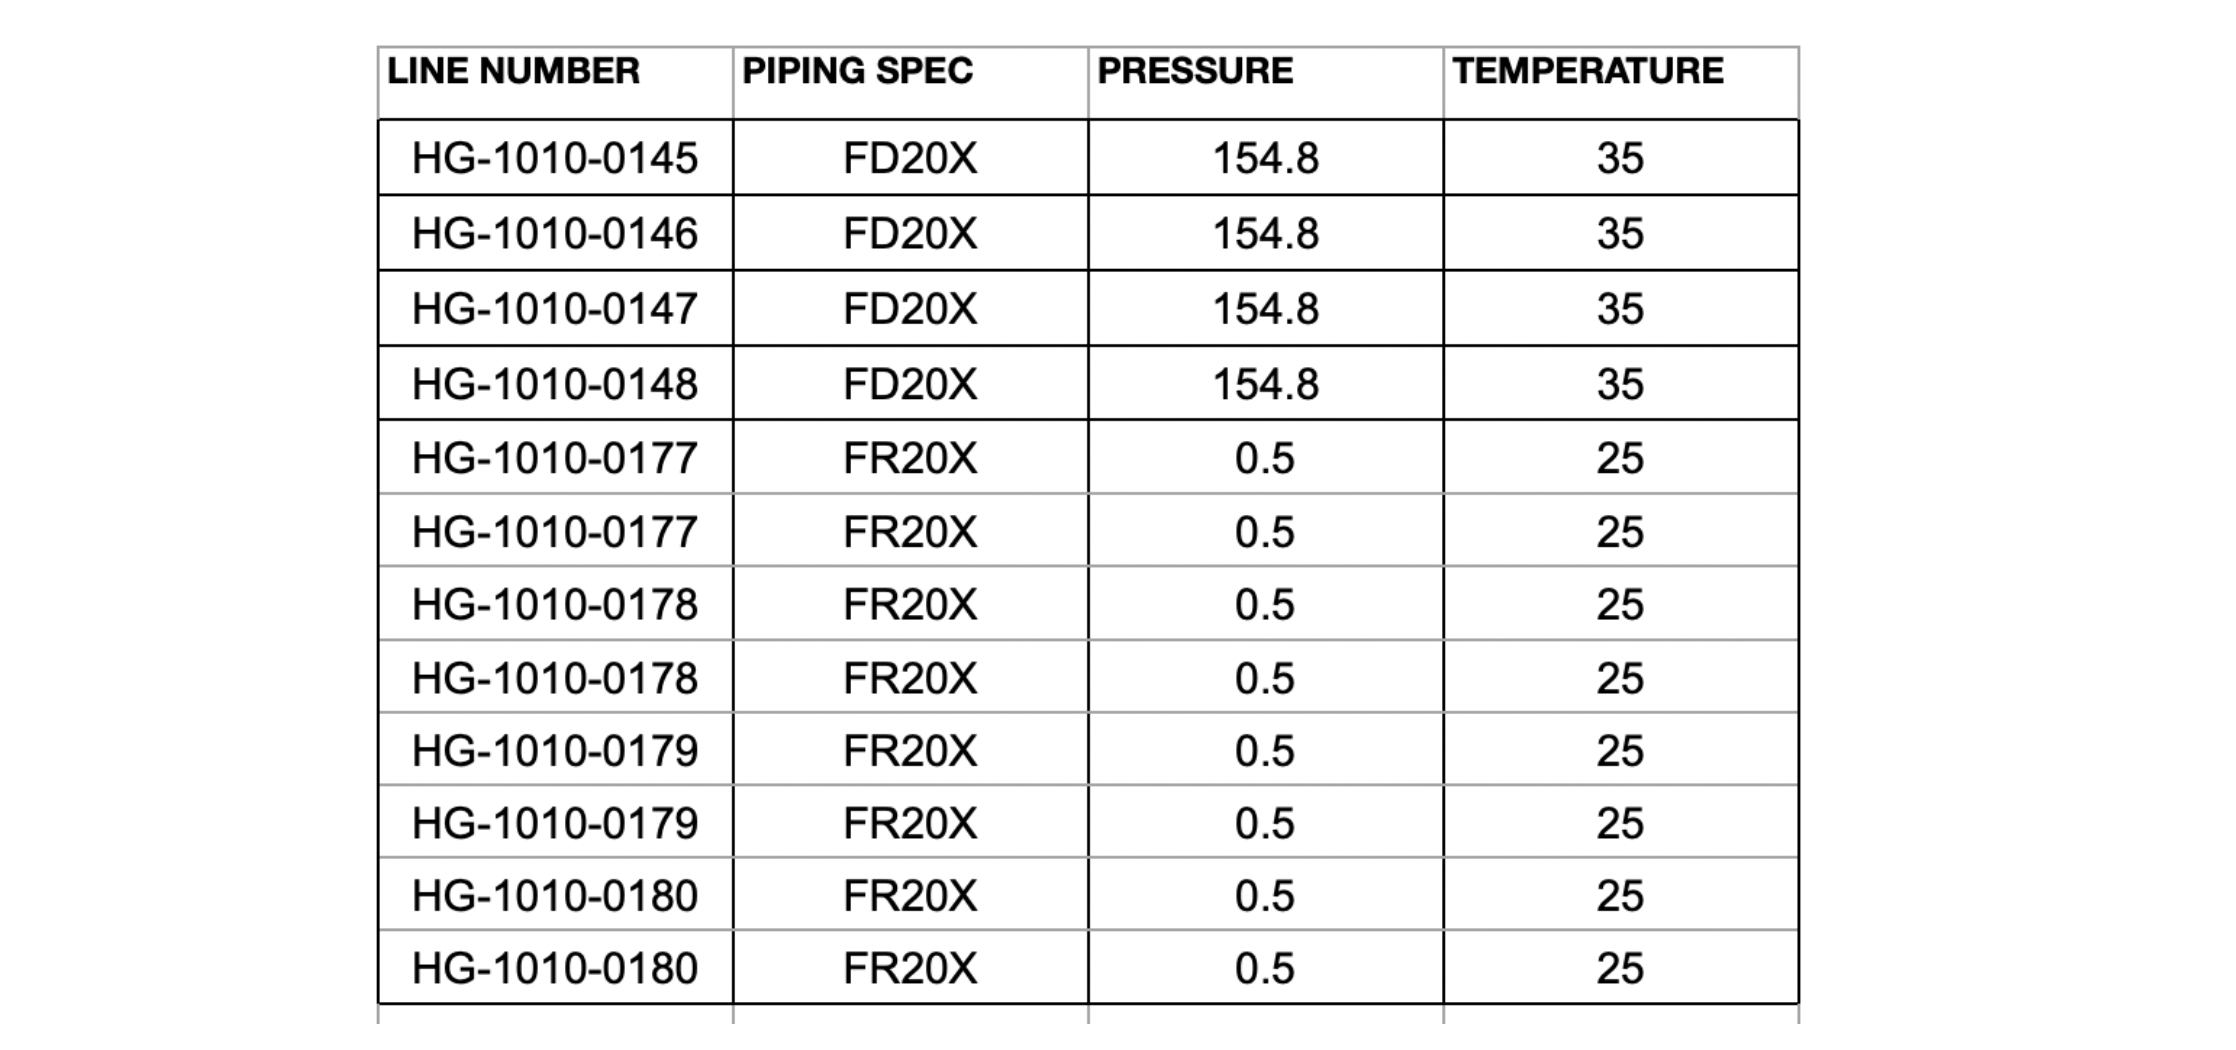 LINE NUMBER PIPING SPEC PRESSURE TEMPERATURE
HG-1010-0145 FD20X 154.8 35
HG-1010-0146 FD20X 154.8 35
HG-1010-0147 FD20X 154.8 35
HG-1010-0148 FD20X 154.8 35
HG-1010-0177 FR20X 0.5 25
HG-1010-0177 FR20X 0.5 25
HG-1010-0178 FR20X 0.5 25
HG-1010-0178 FR20X 0.5 25
HG-1010-0179 FR20X 0.5 25
HG-1010-0179 FR20X 0.5 25
HG-1010-0180 FR20X 0.5 25
HG-1010-0180 FR20X 0.5 25